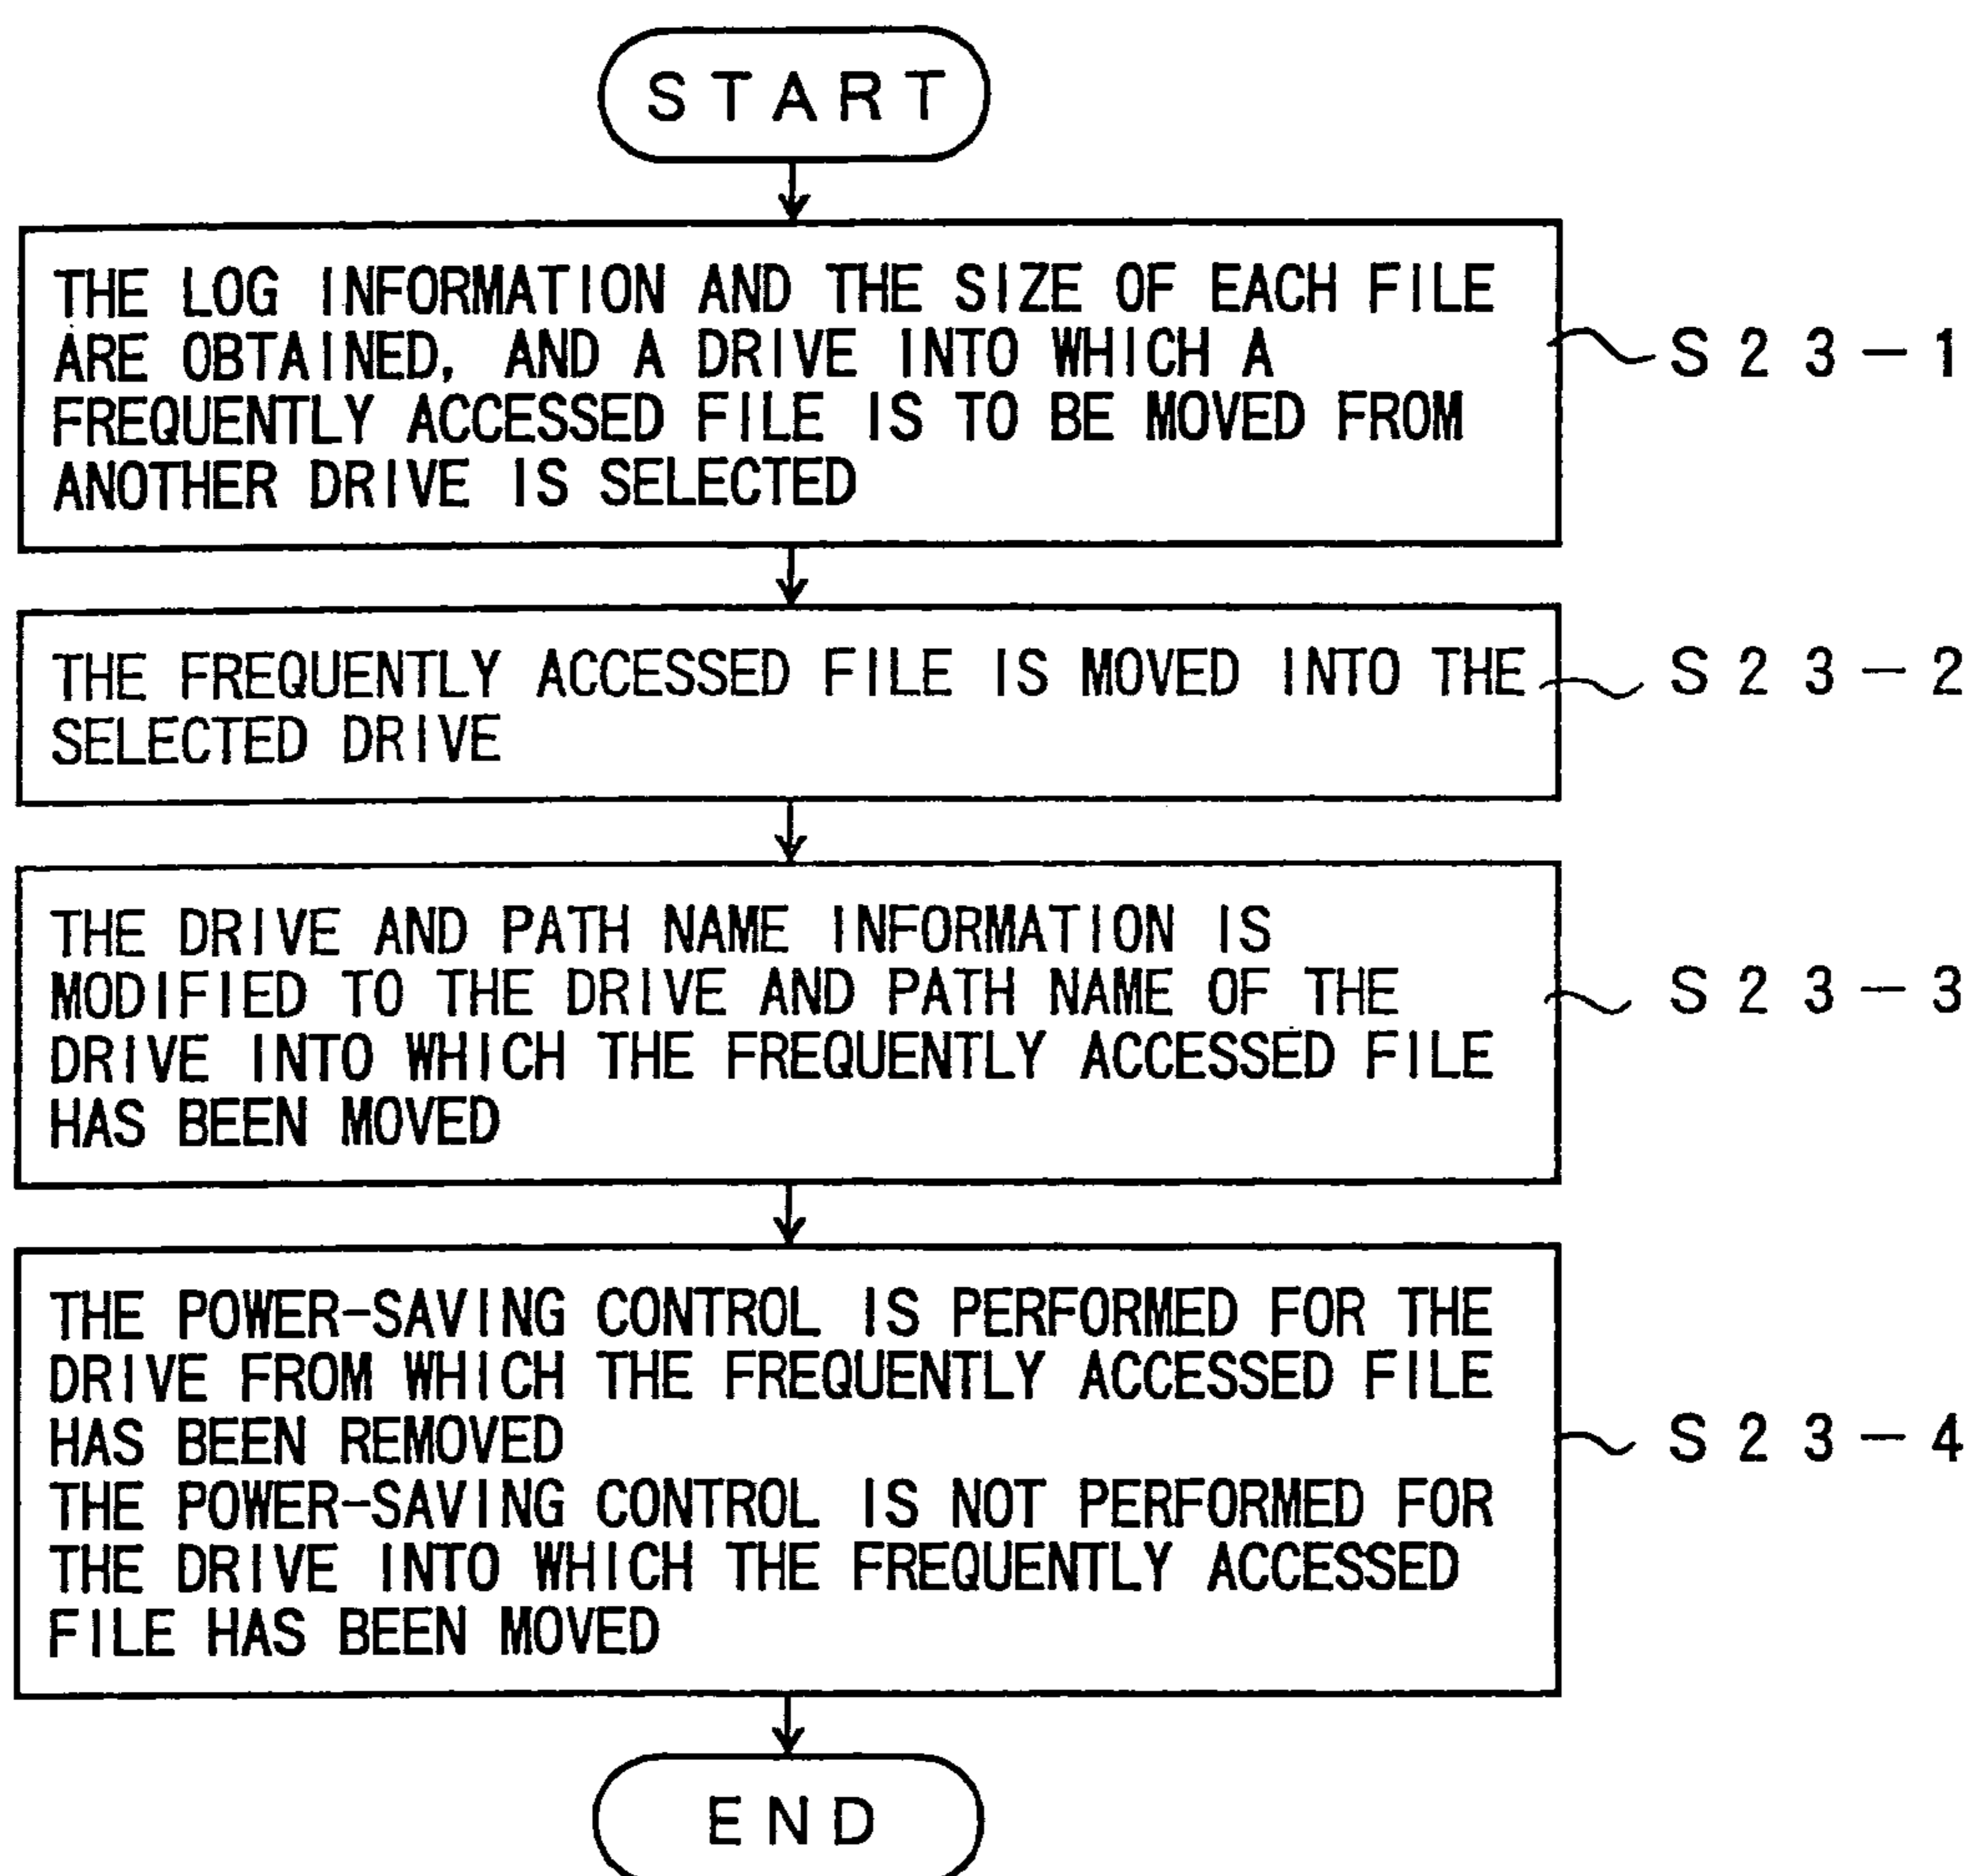 START
THE LOG INFORMATION AND THE SIZE OF EACH FILE
ARE OBTAINED, AND A DRIVE INTO WHICH A
FREQUENTLY ACCESSED FILE IS TO BE MOVED FROM
ANOTHER DRIVE IS SELECTED
S23-1
THE FREQUENTLY ACCESSED FILE IS MOVED INTO THE
SELECTED DRIVE
S23-2
THE DRIVE AND PATH NAME INFORMATION IS
MODIFIED TO THE DRIVE AND PATH NAME OF THE
DRIVE INTO WHICH THE FREQUENTLY ACCESSED FILE
HAS BEEN MOVED
S23-3
THE POWER-SAVING CONTROL IS PERFORMED FOR THE
DRIVE FROM WHICH THE FREQUENTLY ACCESSED FILE
HAS BEEN REMOVED
THE POWER-SAVING CONTROL IS NOT PERFORMED FOR
THE DRIVE INTO WHICH THE FREQUENTLY ACCESSED
FILE HAS BEEN MOVED
S23-4
END